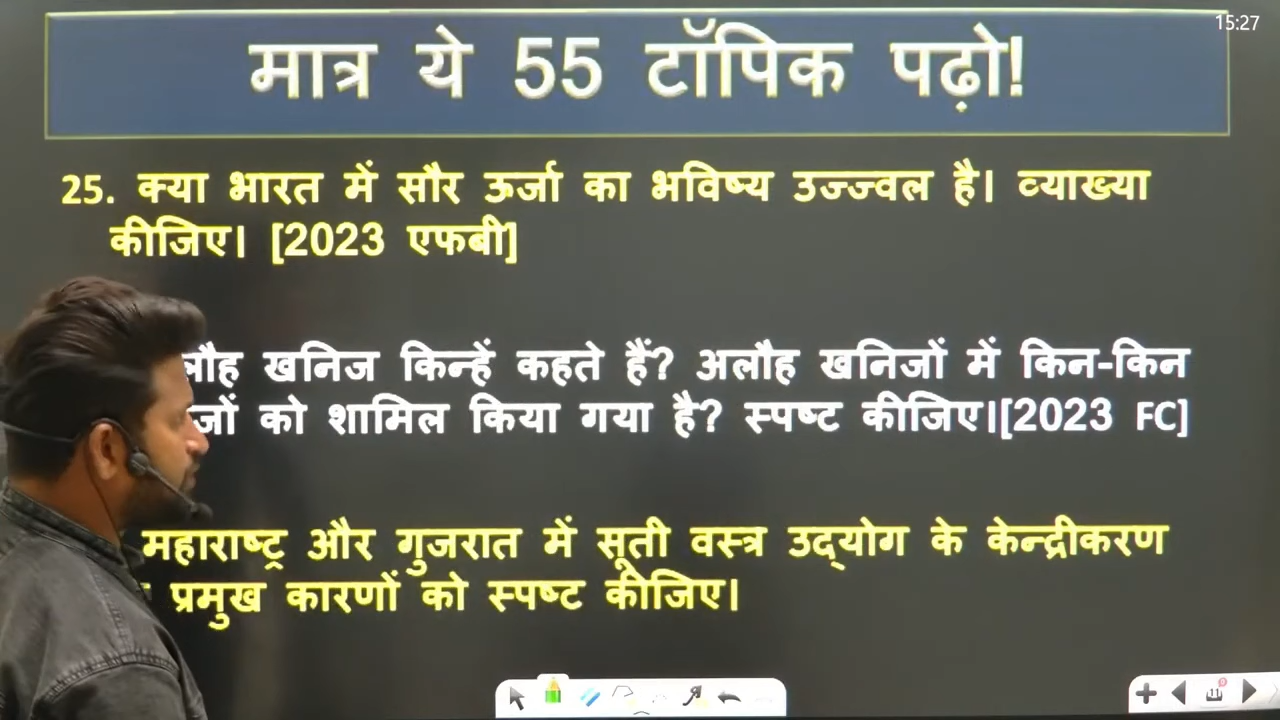 15:27
मात्र ये 55 टॉपिक पढ़ो!
25. क्या भारत में सौर ऊर्जा का भविष्य उज्ज्वल है। व्याख्या
कीजिए। [2023 एफबी]
खनिज किन्हें कहते हैं? अलौह खनिजों में किन-किन
को शामिल किया गया है? स्पष्ट कीजिए।[2023 FC]
महाराष्ट्र और गुजरात में सूती वस्त्र उद्योग के केन्द्रीकरण
प्रमुख कारणों को स्पष्ट कीजिए।